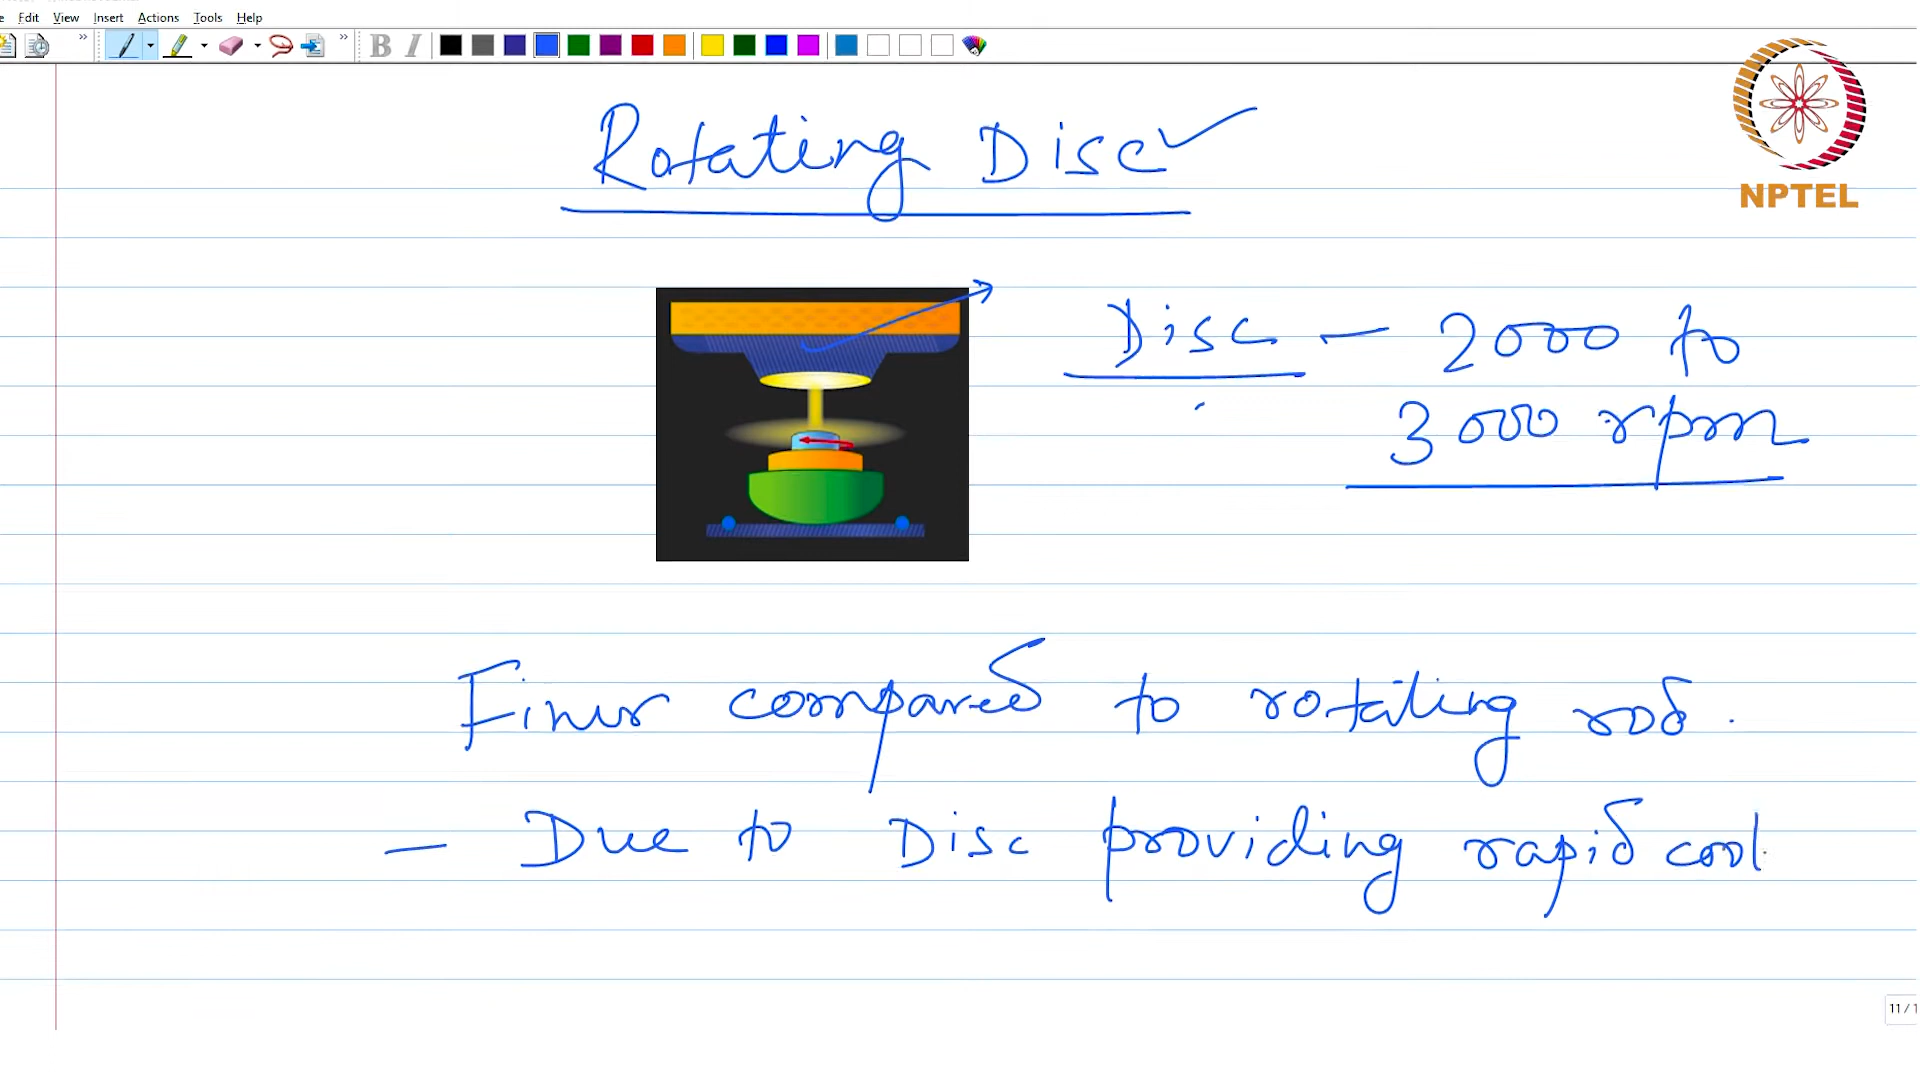 Edit View Insert Actions Tools Help
B I
NPTEL
Rotating Disc
Disc - 2000 to
3000 rpm
Finer compared to rotating rod.
- Due to Disc providing rapid cool
11 / 1